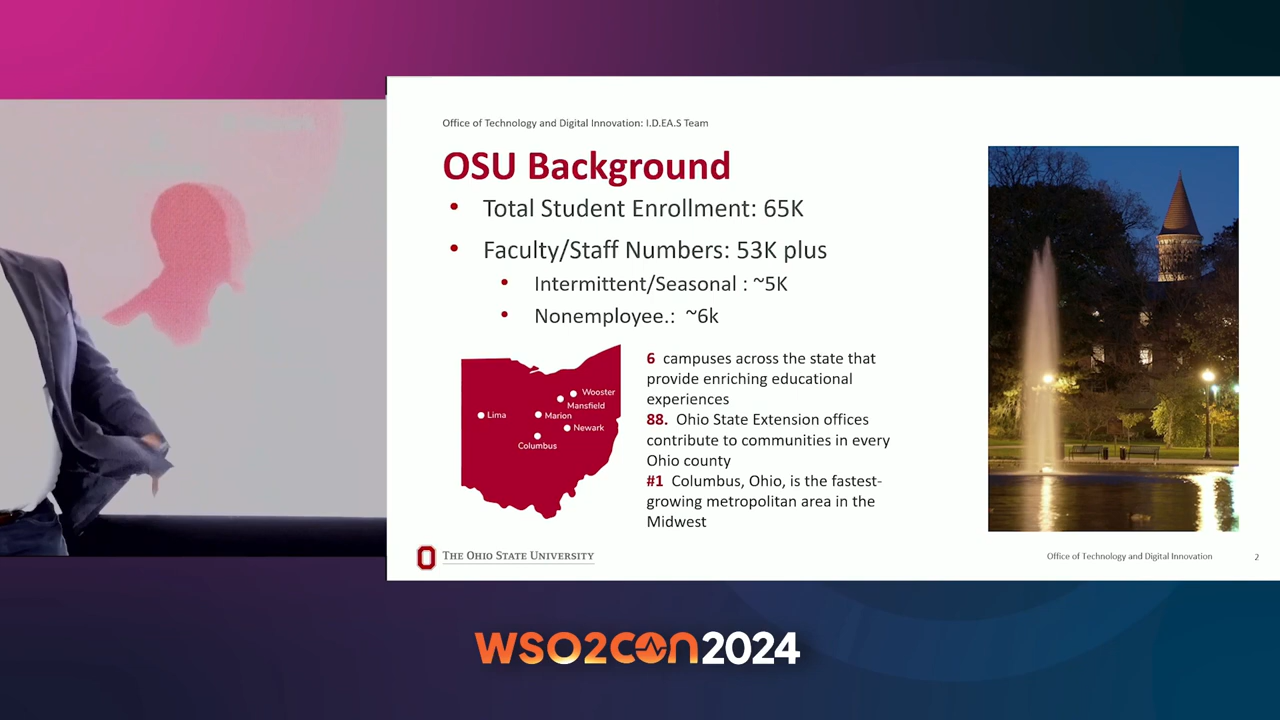 Office of Technology and Digital Innovation: I.D.EA.S Team
OSU Background
• Total Student Enrollment: 65K
• Faculty/Staff Numbers: 53K plus
• Intermittent/Seasonal : ~5K
• Nonemployee.: ~6k
Wooster
Mansfield
Lima
Marion
Newark
Columbus
6 campuses across the state that
provide enriching educational
experiences
88. Ohio State Extension offices
contribute to communities in every
Ohio county
#1 Columbus, Ohio, is the fastest-
growing metropolitan area in the
Midwest
THE OHIO STATE UNIVERSITY
Office of Technology and Digital Innovation
2
WSO2CON2024